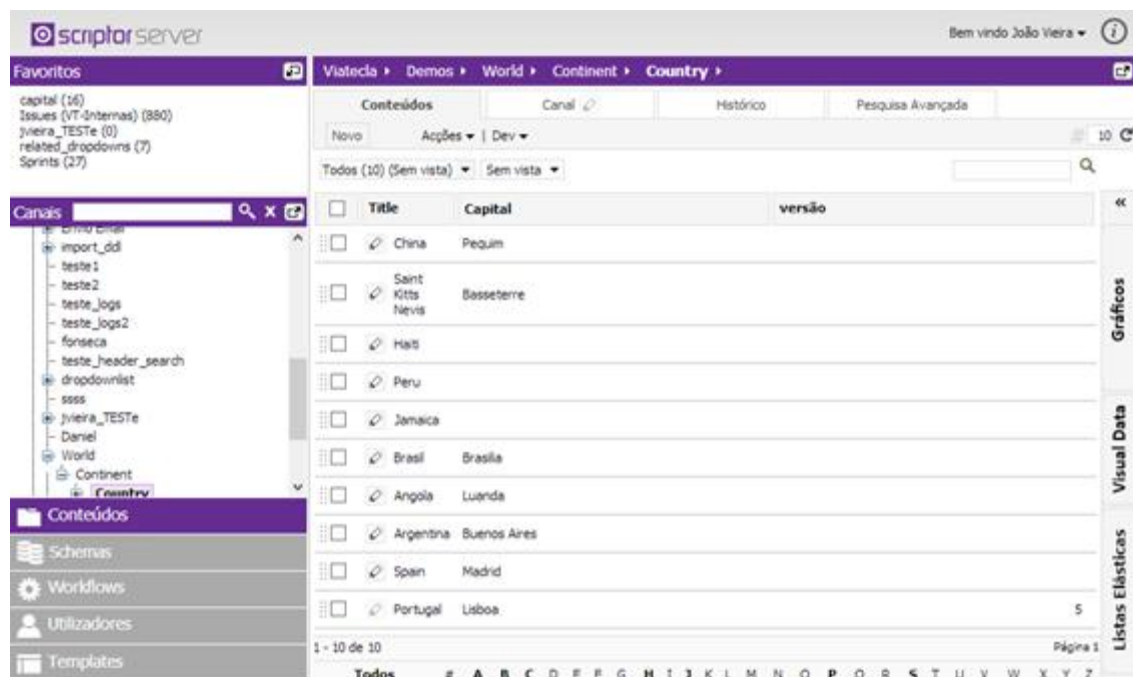 scriptorserver
Bem vindo João Vieira
Favoritos
capital (16)
Issues (VT-Internas) (880)
jvieira_TESTe (0)
related_dropdowns (7)
Sprints (27)
Canais
Envio Email
import_ddl
teste1
teste2
teste_logs
teste_logs2
fonseca
teste_header_search
dropdownlist
ssss
jvieira_TESTe
Daniel
World
Continent
Country
Conteúdos
Schemas
Workflows
Utilizadores
Templates
Viatecla Demos World Continent Country
Conteúdos Canal Histórico Pesquisa Avançada
Novo Acções | Dev # 10
Todos (10) (Sem vista) Sem vista
Title Capital versão
China Pequim
Saint
Kitts Basseterre
Nevis
Haiti
Peru
Jamaica
Brasil Brasilia
Angola Luanda
Argentina Buenos Aires
Spain Madrid
Portugal Lisboa 5
1 - 10 de 10 Página 1
Todos # A B C D E F G H I J K L M N O P Q R S T U V W X Y Z
Gráficos
Visual Data
Listas Elásticas